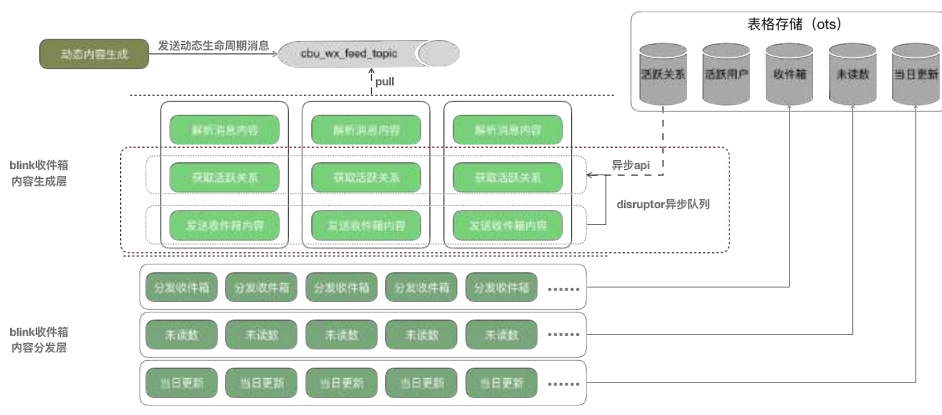 表格存储（ots）
动态内容生成
发送动态生命周期消息
cbu_wx_feed_topic
活跃关系
活跃用户
收件箱
未读数
当日更新
pull
解析消息内容
解析消息内容
解析消息内容
blink收件箱
内容生成层
异步api
获取活跃关系
获取活跃关系
获取活跃关系
disruptor异步队列
发送收件箱内容
发送收件箱内容
发送收件箱内容
分发收件箱
分发收件箱
分发收件箱
分发收件箱
分发收件箱
......
blink收件箱
内容分发层
未读数
未读数
未读数
未读数
未读数
......
当日更新
当日更新
当日更新
当日更新
当日更新
......